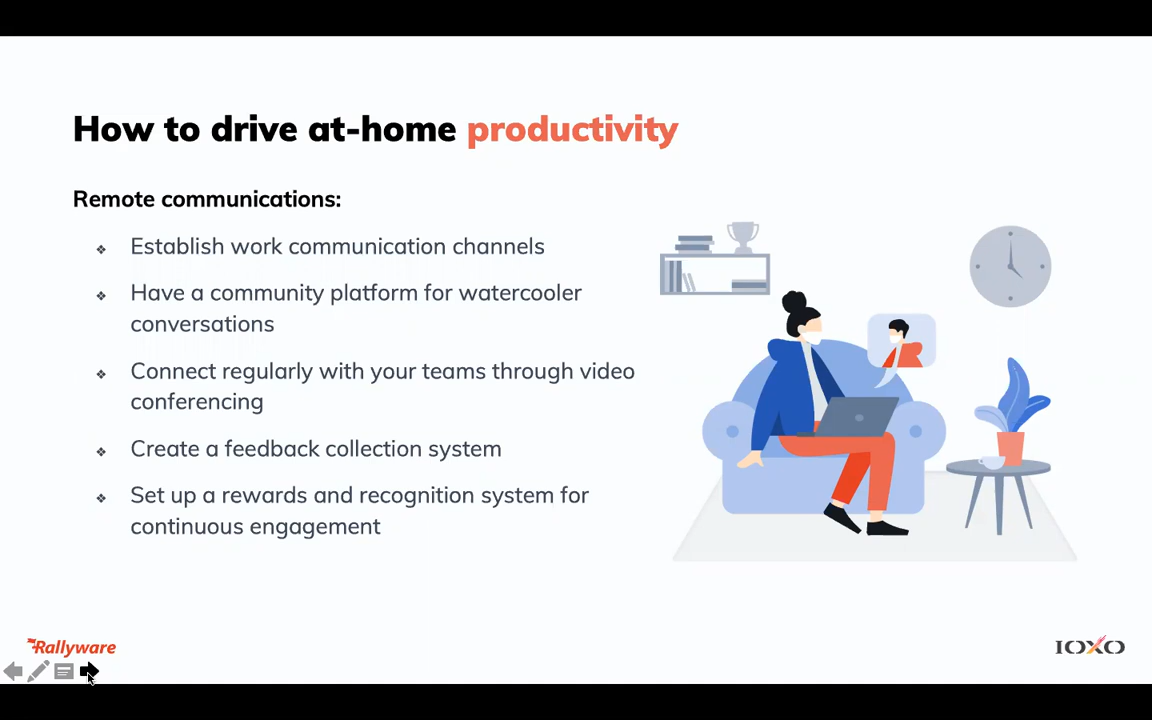 How to drive at-home productivity
Remote communications:
❖ Establish work communication channels
❖ Have a community platform for watercooler
conversations
❖ Connect regularly with your teams through video
conferencing
❖ Create a feedback collection system
❖ Set up a rewards and recognition system for
continuous engagement
Rallyware
IOXO